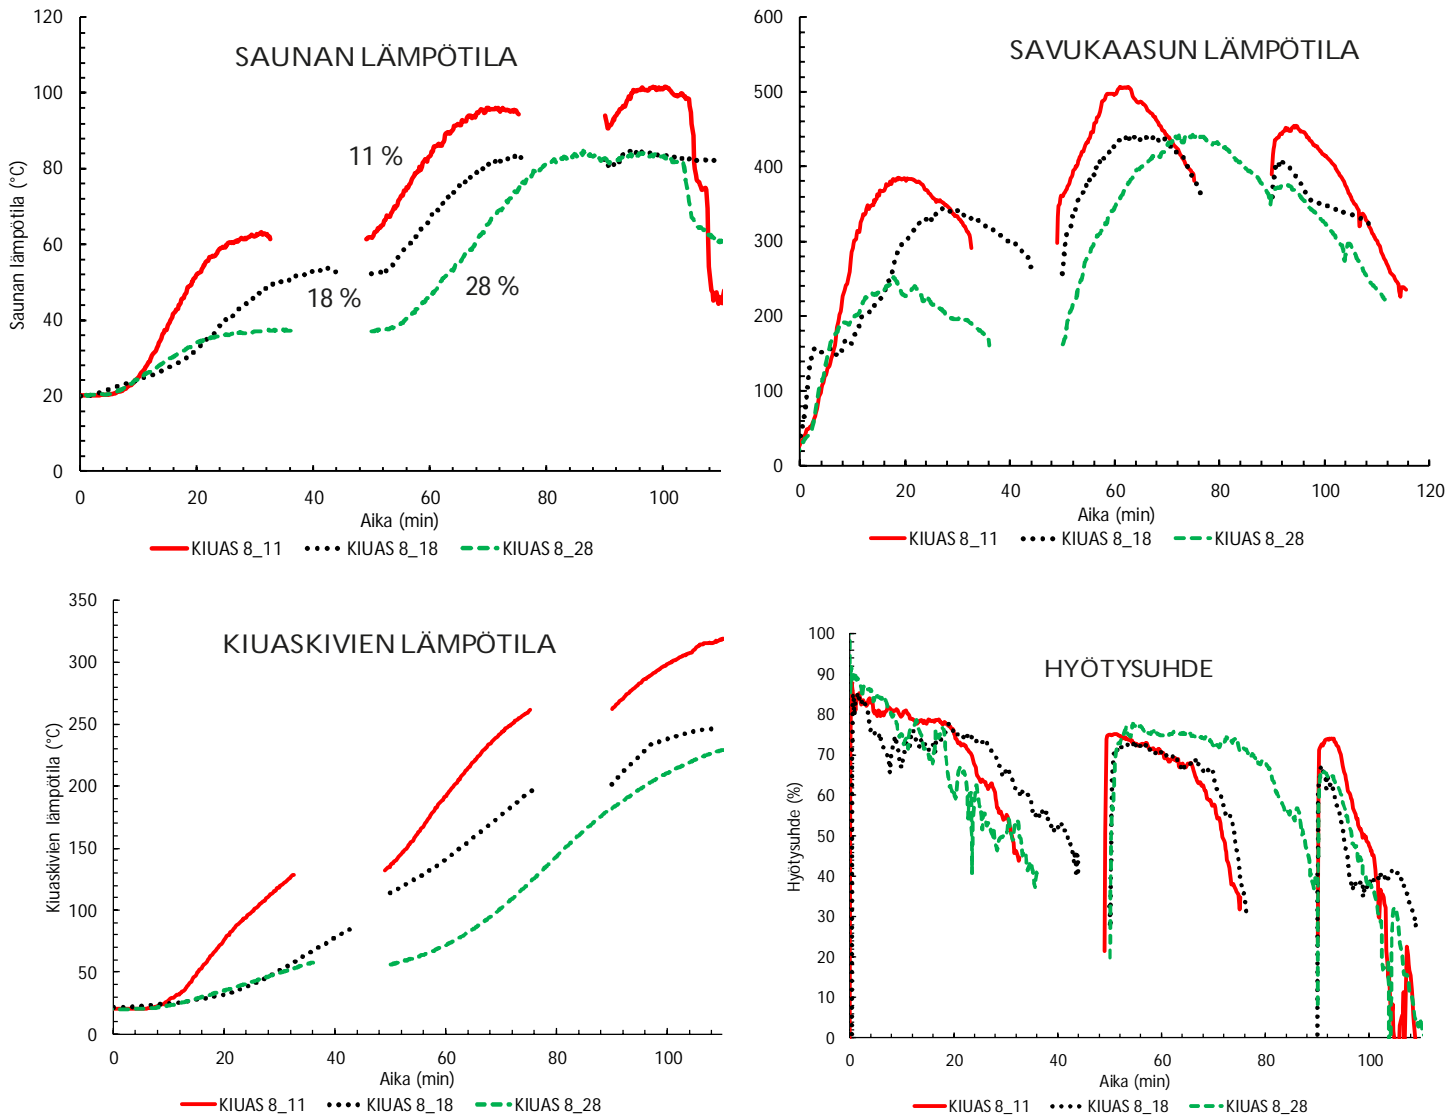 SAUNAN LÄMPÖTILA
Saunan lämpötila (°C)
120
100
80
60
40
20
0
11 %
18 %
28 %
0 20 40 60 80 100
Aika (min)
KIUAS 8_11 KIUAS 8_18 KIUAS 8_28
SAVUKAASUN LÄMPÖTILA
600
500
400
300
200
100
0
0 20 40 60 80 100 120
Aika (min)
KIUAS 8_11 KIUAS 8_18 KIUAS 8_28
KIUASKIVIEN LÄMPÖTILA
Kiuaskivien lämpötila (°C)
350
300
250
200
150
100
50
0
0 20 40 60 80 100
Aika (min)
KIUAS 8_11 KIUAS 8_18 KIUAS 8_28
HYÖTYSUHDE
Hyötysuhde (%)
100
90
80
70
60
50
40
30
20
10
0
0 20 40 60 80 100
Aika (min)
KIUAS 8_11 KIUAS 8_18 KIUAS 8_28